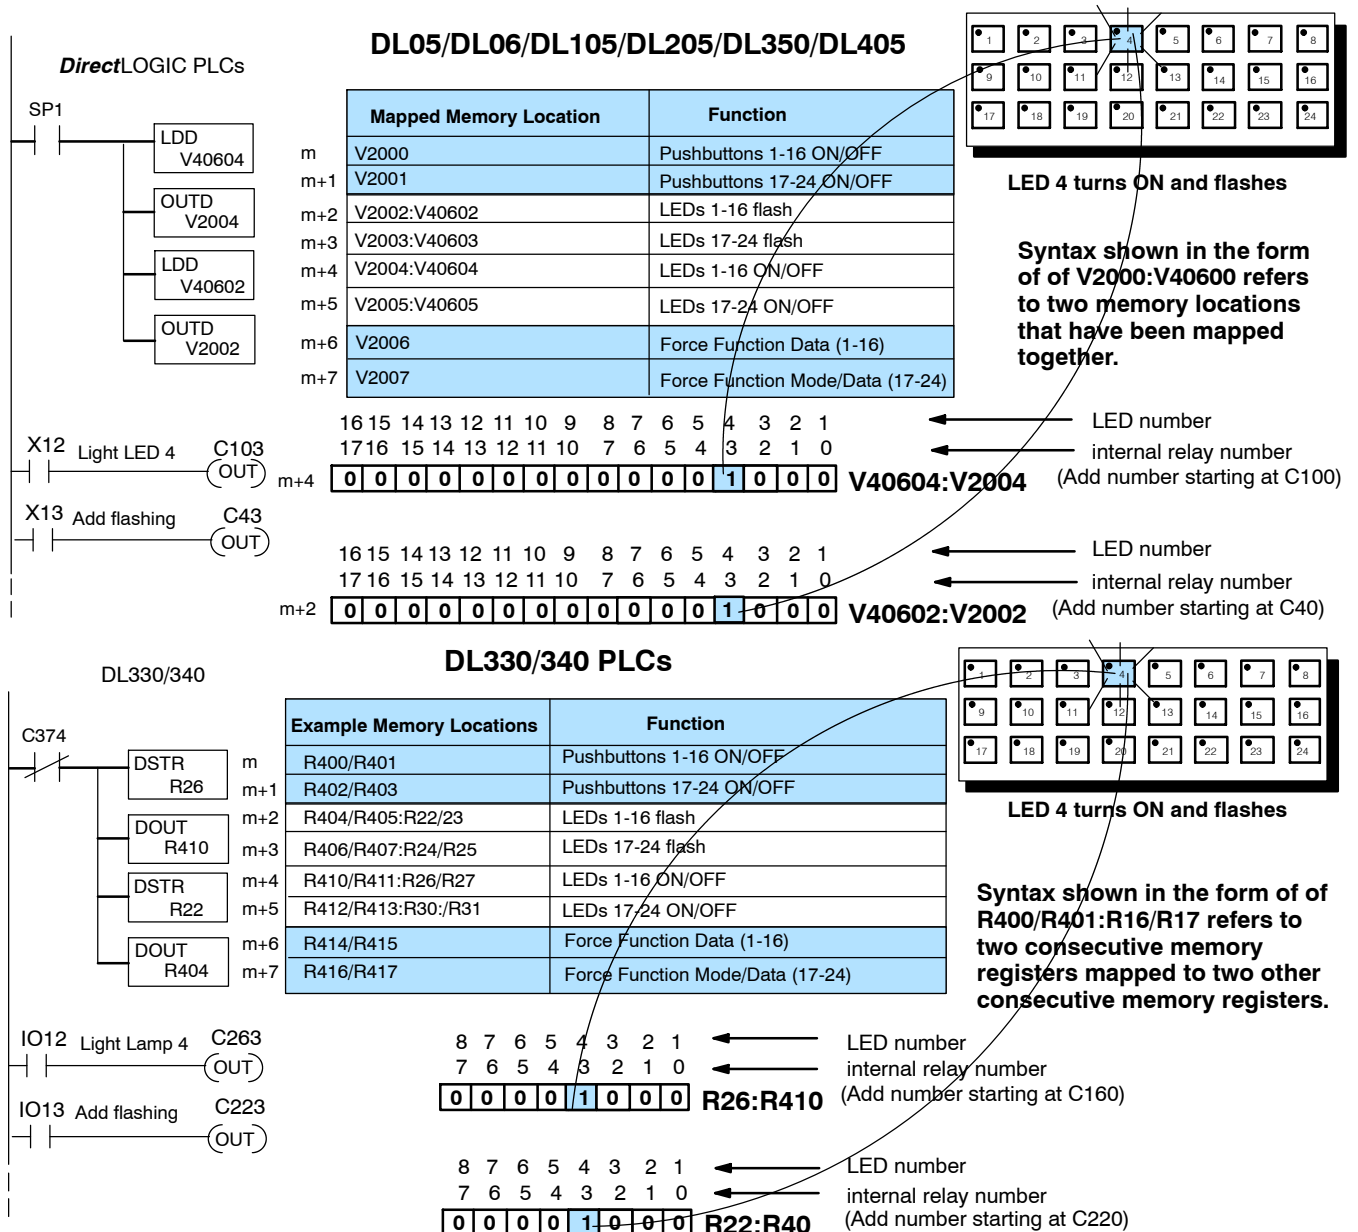 DL05/DL06/DL105/DL205/DL350/DL405
DirectLOGIC PLCs
SP1
LDD
V40604
OUTD
V2004
LDD
V40602
OUTD
V2002
Mapped Memory Location Function
m V2000 Pushbuttons 1-16 ON/OFF
m+1 V2001 Pushbuttons 17-24 ON/OFF
m+2 V2002:V40602 LEDs 1-16 flash
m+3 V2003:V40603 LEDs 17-24 flash
m+4 V2004:V40604 LEDs 1-16 ON/OFF
m+5 V2005:V40605 LEDs 17-24 ON/OFF
m+6 V2006 Force Function Data (1-16)
m+7 V2007 Force Function Mode/Data (17-24)
1 2 3 4 5 6 7 8
9 10 11 12 13 14 15 16
17 18 19 20 21 22 23 24
LED 4 turns ON and flashes
Syntax shown in the form
of of V2000:V40600 refers
to two memory locations
that have been mapped
together.
X12 Light LED 4 C103
OUT
X13 Add flashing C43
OUT
16 15 14 13 12 11 10 9 8 7 6 5 4 3 2 1 LED number
17 16 15 14 13 12 11 10 7 6 5 4 3 2 1 0 internal relay number
(Add number starting at C100)
m+4 0 0 0 0 0 0 0 0 0 0 0 0 1 0 0 0 V40604:V2004
16 15 14 13 12 11 10 9 8 7 6 5 4 3 2 1 LED number
17 16 15 14 13 12 11 10 7 6 5 4 3 2 1 0 internal relay number
(Add number starting at C40)
m+2 0 0 0 0 0 0 0 0 0 0 0 0 1 0 0 0 V40602:V2002
DL330/340 PLCs
DL330/340
C374
DSTR
R26
DOUT
R410
DSTR
R22
DOUT
R404
Example Memory Locations Function
m R400/R401 Pushbuttons 1-16 ON/OFF
m+1 R402/R403 Pushbuttons 17-24 ON/OFF
m+2 R404/R405:R22/23 LEDs 1-16 flash
m+3 R406/R407:R24/R25 LEDs 17-24 flash
m+4 R410/R411:R26/R27 LEDs 1-16 ON/OFF
m+5 R412/R413:R30:/R31 LEDs 17-24 ON/OFF
m+6 R414/R415 Force Function Data (1-16)
m+7 R416/R417 Force Function Mode/Data (17-24)
1 2 3 4 5 6 7 8
9 10 11 12 13 14 15 16
17 18 19 20 21 22 23 24
LED 4 turns ON and flashes
Syntax shown in the form of of
R400/R401:R16/R17 refers to
two consecutive memory
registers mapped to two other
consecutive memory registers.
IO12 Light Lamp 4 C263
OUT
IO13 Add flashing C223
OUT
8 7 6 5 4 3 2 1 LED number
7 6 5 4 3 2 1 0 internal relay number
(Add number starting at C160)
0 0 0 0 1 0 0 0 R26:R410
8 7 6 5 4 3 2 1 LED number
7 6 5 4 3 2 1 0 internal relay number
(Add number starting at C220)
0 0 0 0 1 0 0 0 R22:R40